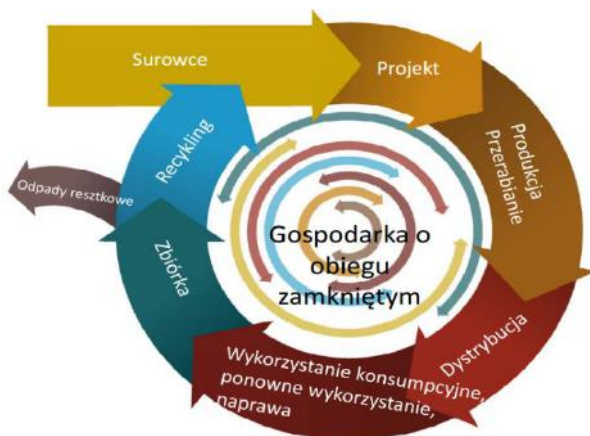 Surowce
Projekt
Produkcja
Przerabianie
Dystrybucja
Wykorzystanie konsumpcyjne,
ponowne wykorzystanie,
naprawa
Zbiórka
Odpady resztkowe
Recykling
Gospodarka o
obiegu
zamkniętym